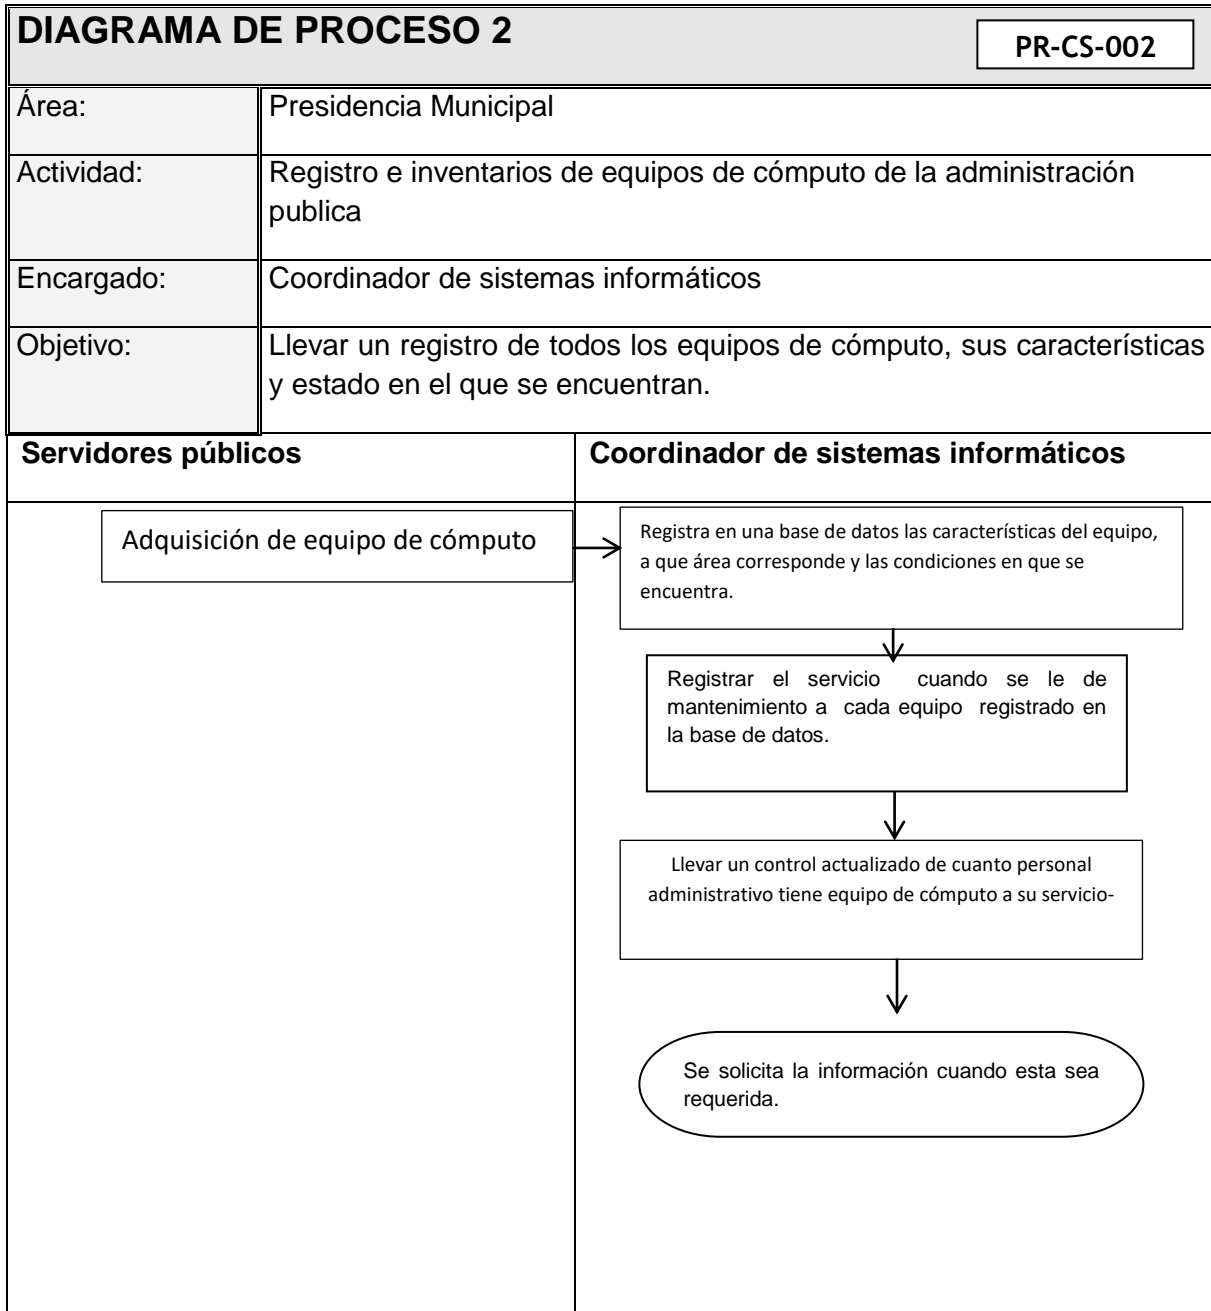 DIAGRAMA DE PROCESO 2
PR-CS-002
Área:
Presidencia Municipal
Actividad:
Registro e inventarios de equipos de cómputo de la administración
publica
Encargado:
Coordinador de sistemas informáticos
Objetivo:
Llevar un registro de todos los equipos de cómputo, sus características
y estado en el que se encuentran.
Servidores públicos
Coordinador de sistemas informáticos
Adquisición de equipo de cómputo
Registra en una base de datos las características del equipo,
a que área corresponde y las condiciones en que se
encuentra.
Registrar el servicio cuando se le de
mantenimiento a cada equipo registrado en
la base de datos.
Llevar un control actualizado de cuanto personal
administrativo tiene equipo de cómputo a su servicio-
Se solicita la información cuando esta sea
requerida.